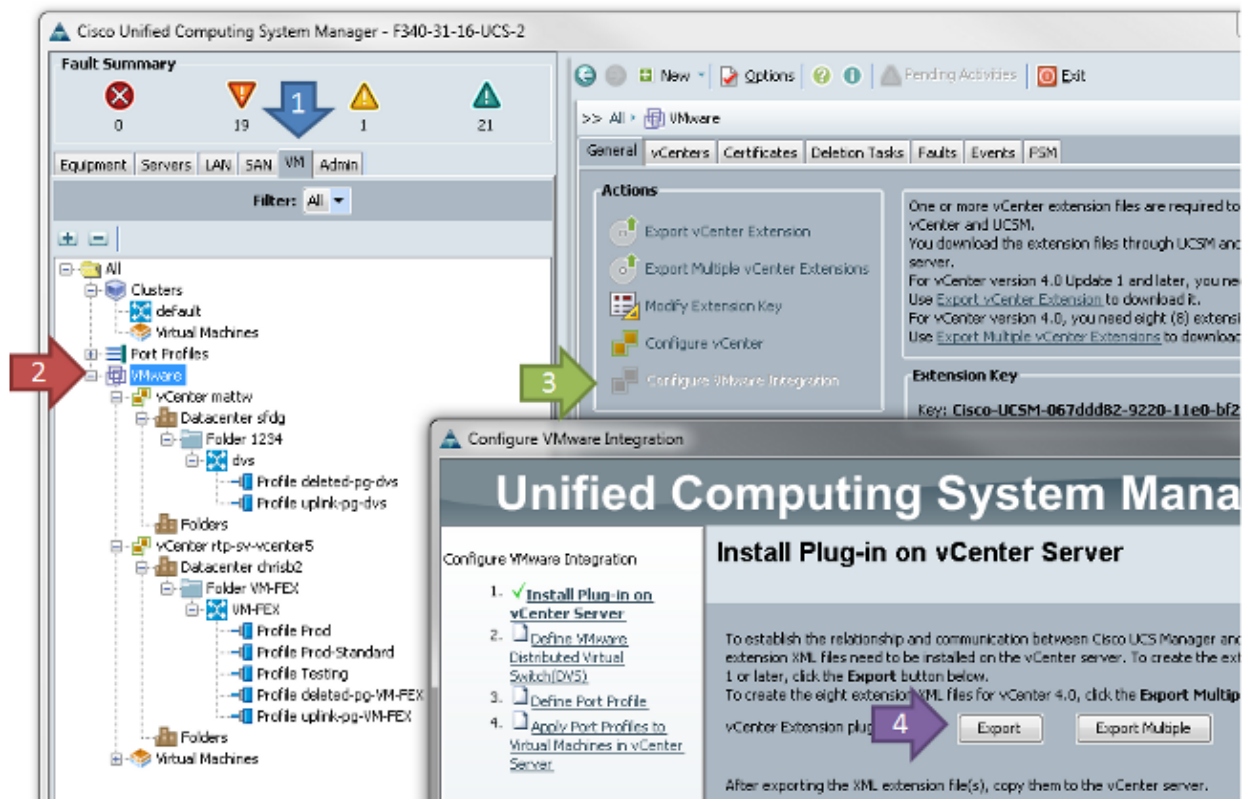 Cisco Unified Computing System Manager - F340-31-16-UCS-2
Fault Summary
0 19 1 21
1
Equipment Servers LAN SAN VM Admin
Filter: All
All
Clusters
default
Virtual Machines
Port Profiles
2
VMware
vCenter mattw
Datacenter sfdg
Folder 1234
dvs
Profile deleted-pg-dvs
Profile uplink-pg-dvs
Folders
vCenter rtp-sv-vcenter5
Datacenter chrisb2
Folder VM-FEX
VM-FEX
Profile Prod
Profile Prod-Standard
Profile Testing
Profile deleted-pg-VM-FEX
Profile uplink-pg-VM-FEX
Folders
Virtual Machines
New Options Pending Activities Exit
>> All VMware
General vCenters Certificates Deletion Tasks Faults Events PSM
Actions
Export vCenter Extension
Export Multiple vCenter Extensions
Modify Extension Key
Configure vCenter
3
Configure VMware Integration
One or more vCenter extension files are required to
vCenter and UCSM.
You download the extension files through UCSM and
server.
For vCenter version 4.0 Update 1 and later, you ne
Use Export vCenter Extension to download it.
For vCenter version 4.0, you need eight (8) extensi
Use Export Multiple vCenter Extensions to downloac
Extension Key
Key: Cisco-UCSM-067ddd82-9220-11e0-bf2
Configure VMware Integration
Unified Computing System Mana
Configure VMware Integration
1. Install Plug-in on
vCenter Server
2. Define VMware
Distributed Virtual
Switch(DVS)
3. Define Port Profile
4. Apply Port Profiles to
Virtual Machines in vCenter
Server
Install Plug-in on vCenter Server
To establish the relationship and communication between Cisco UCS Manager and
extension XML files need to be installed on the vCenter server. To create the ext
1 or later, click the Export button below.
To create the eight extension XML files for vCenter 4.0, click the Export Multip
vCenter Extension plug
4
Export Export Multiple
After exporting the XML extension file(s), copy them to the vCenter server.